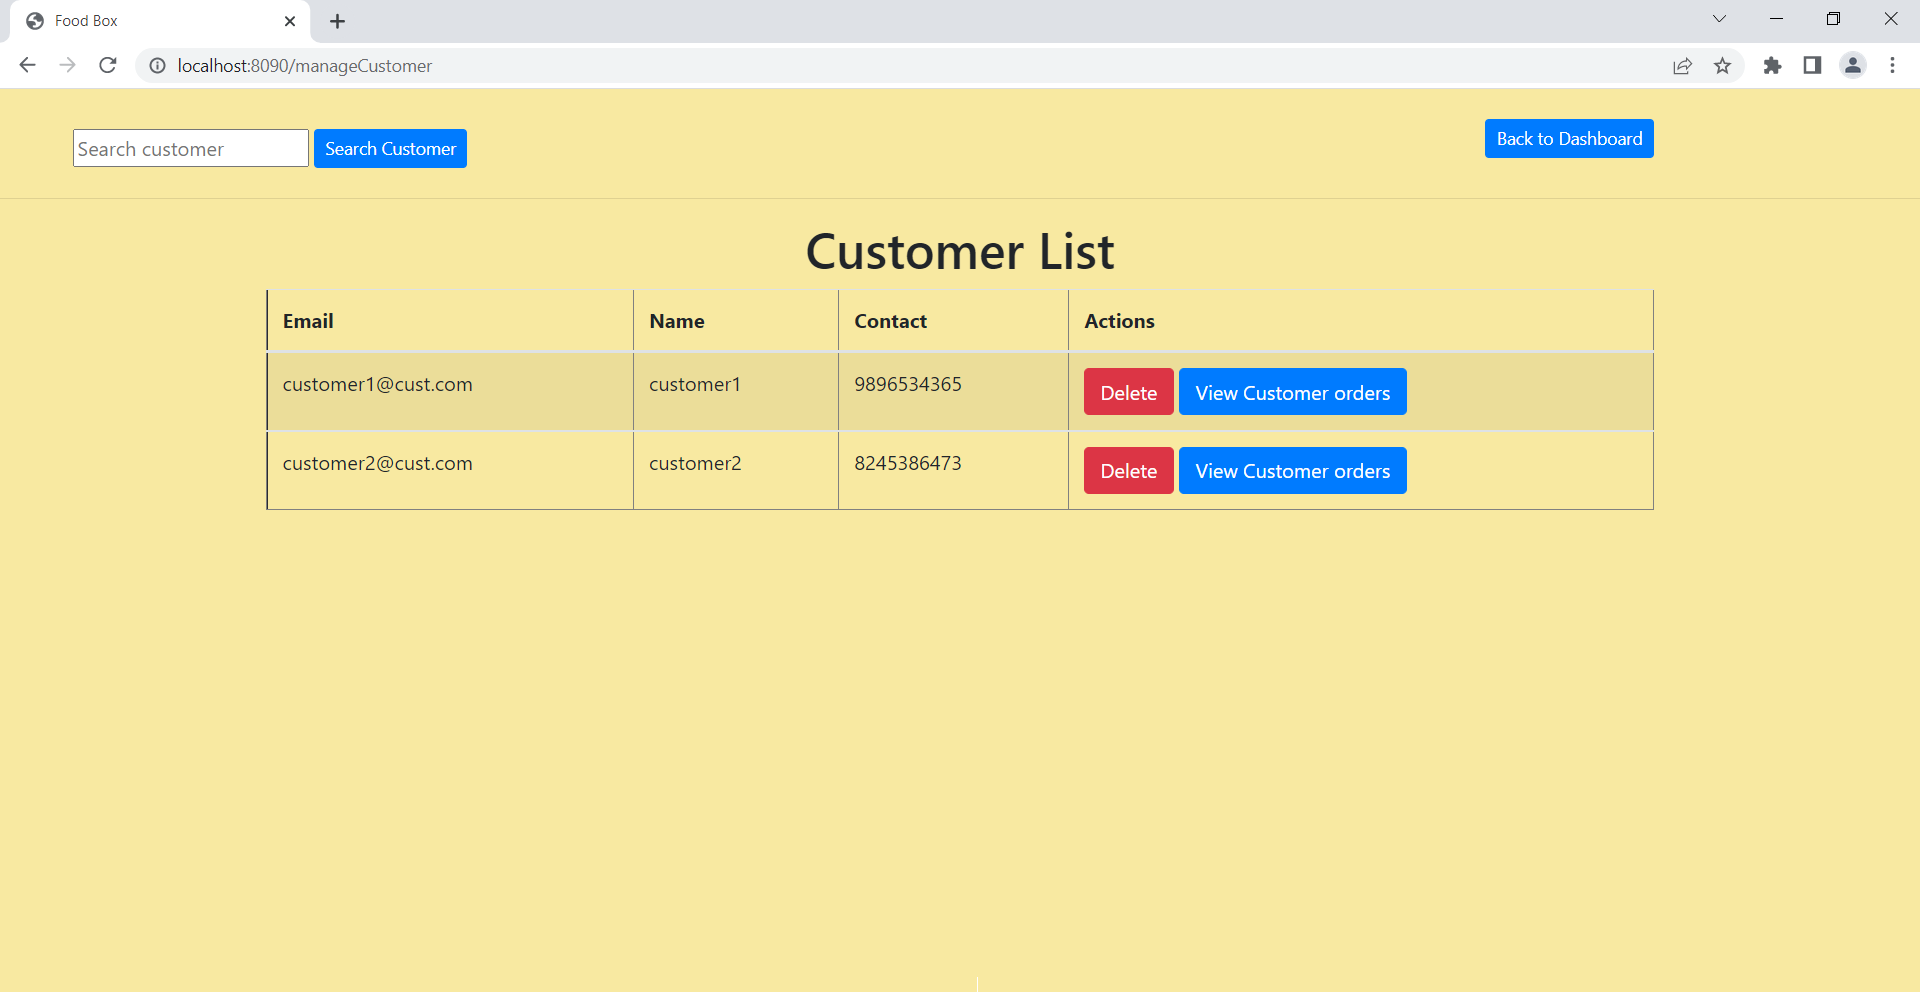 Food Box
localhost:8090/manageCustomer
Search customer Search Customer Back to Dashboard
Customer List
Email Name Contact Actions
customer1@cust.com customer1 9896534365 Delete View Customer orders
customer2@cust.com customer2 8245386473 Delete View Customer orders